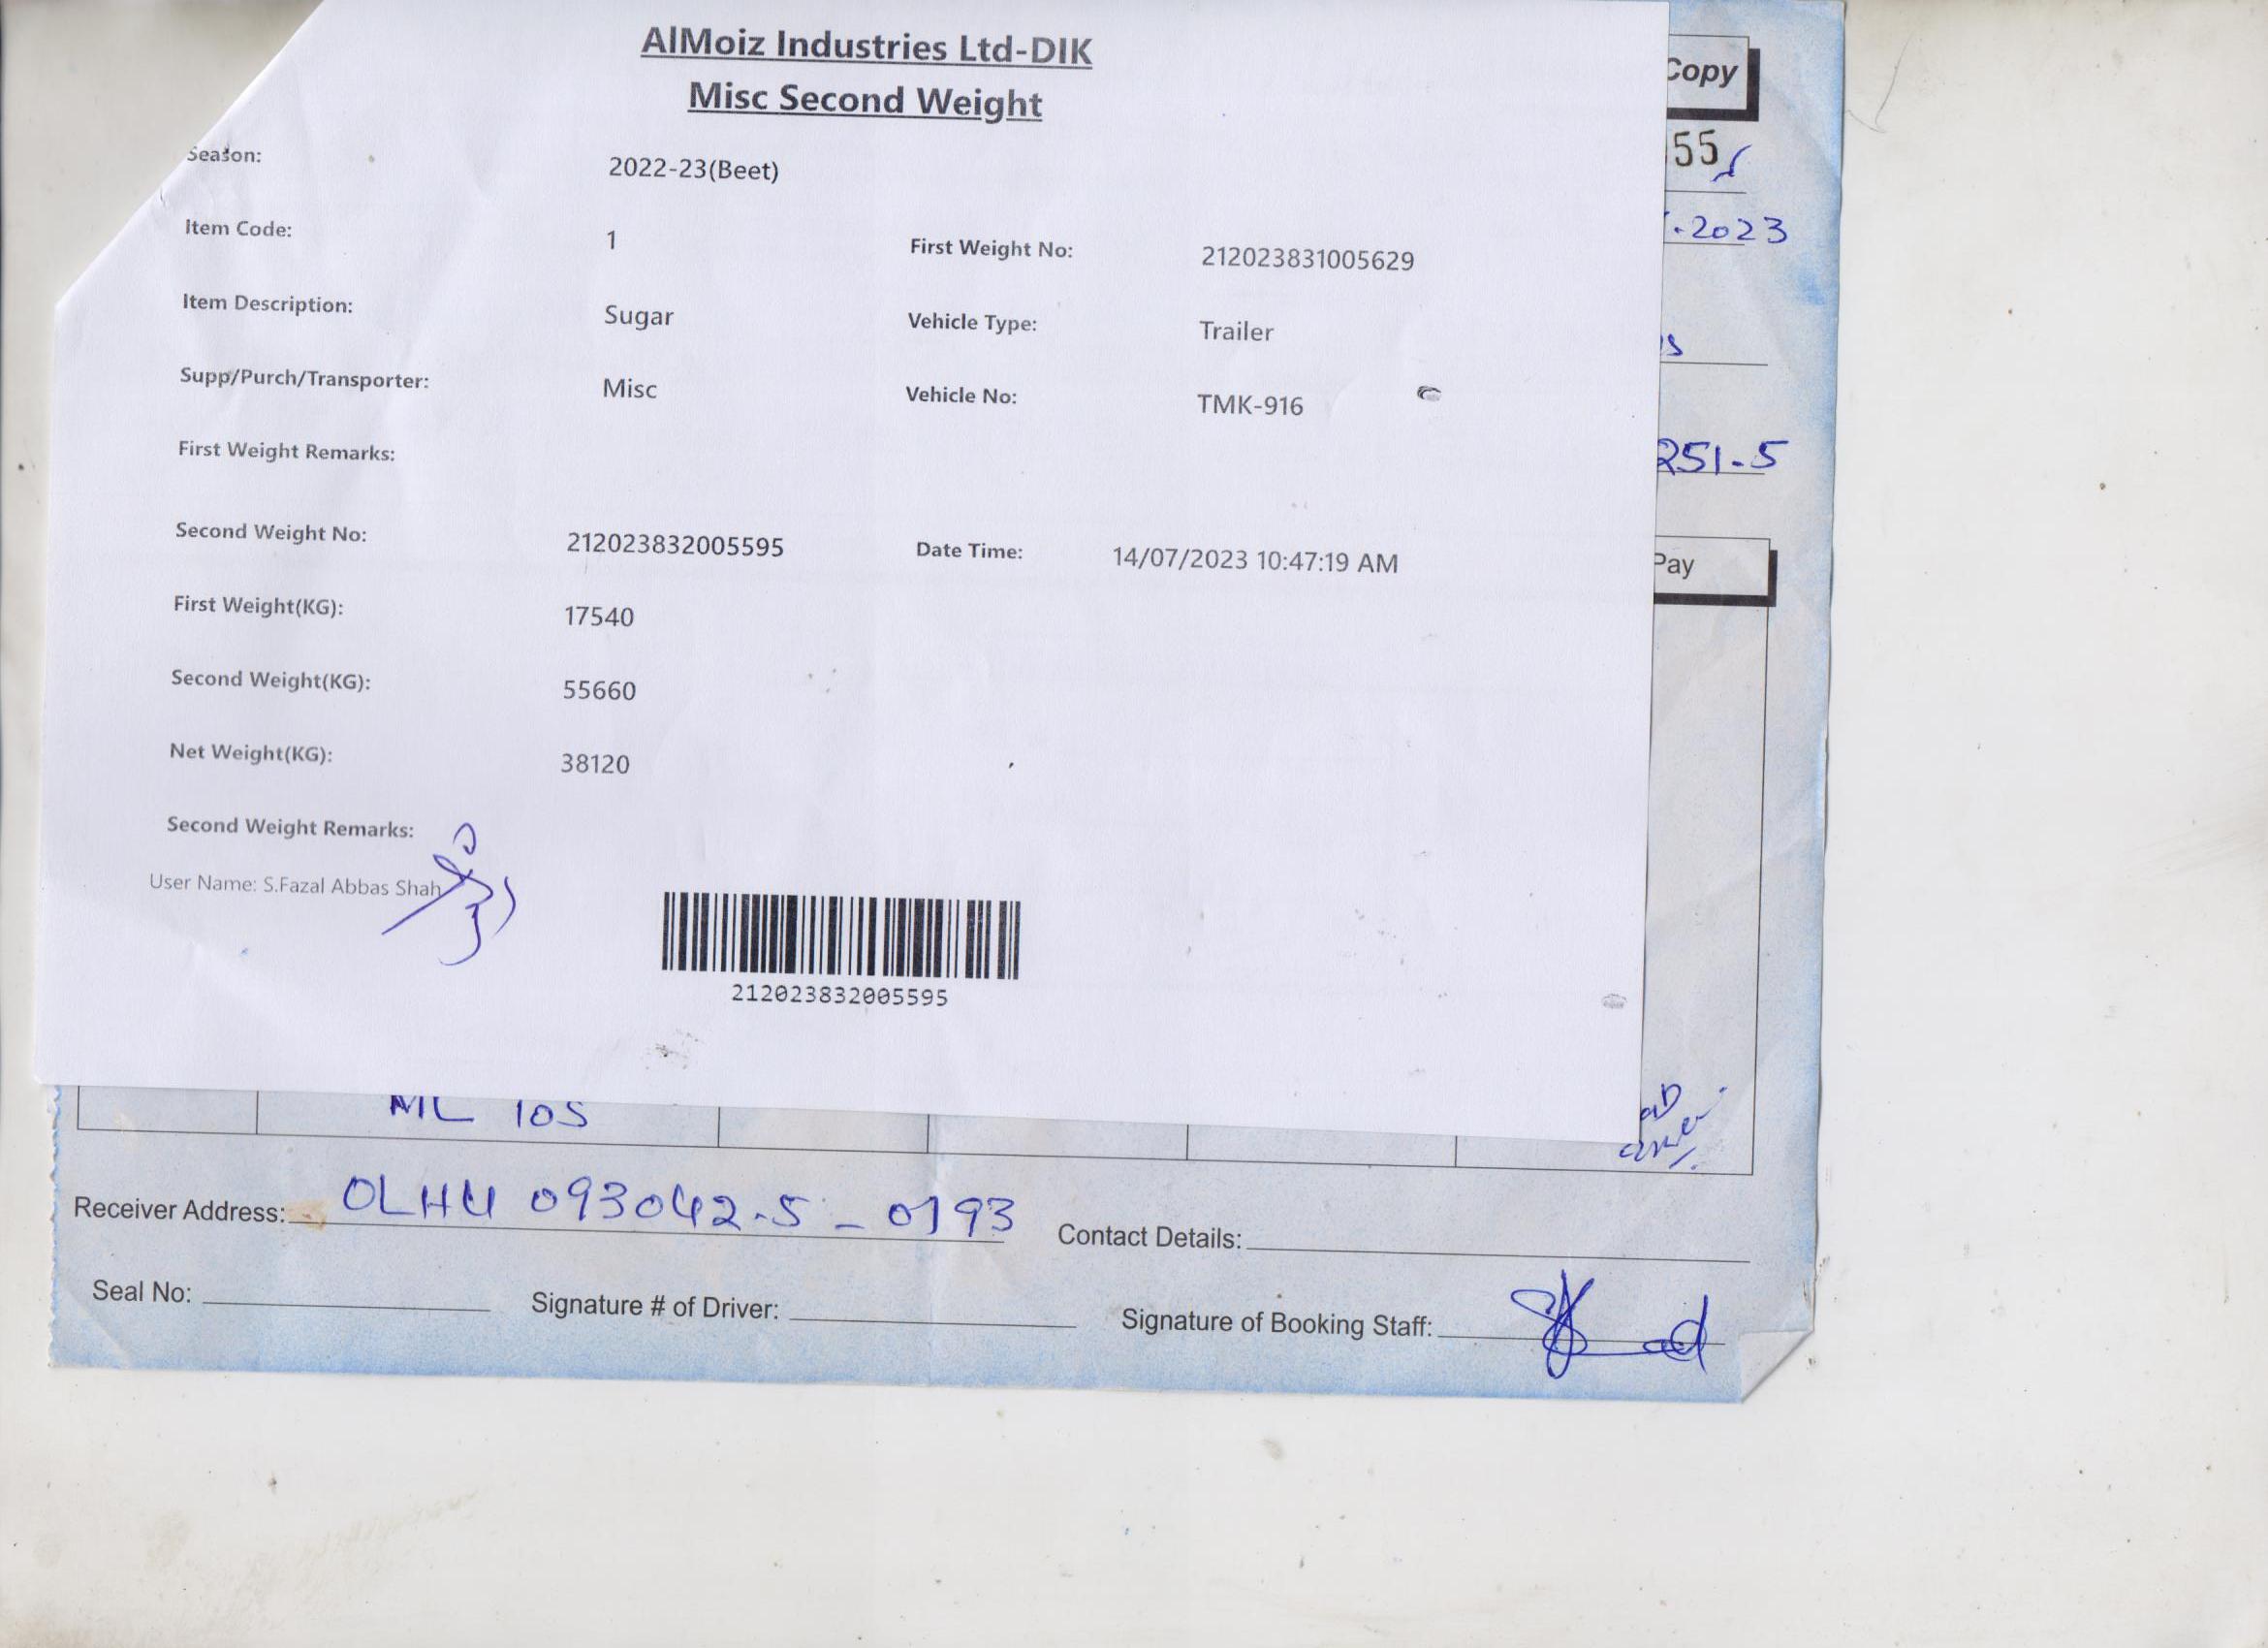 AlMoiz Industries Ltd-DIK
Misc Second Weight
Copy
Season: 2022-23(Beet)
55
Item Code: 1 First Weight No: 212023831005629
.2023
Item Description: Sugar Vehicle Type: Trailer
Supp/Purch/Transporter: Misc Vehicle No: TMK-916
First Weight Remarks:
251-5
Second Weight No: 212023832005595 Date Time: 14/07/2023 10:47:19 AM
Pay
First Weight(KG): 17540
Second Weight(KG): 55660
Net Weight(KG): 38120
Second Weight Remarks:
User Name: S.Fazal Abbas Shah
212023832005595
ML 105
Receiver Address: OLHU 093042-5 - 0193 Contact Details:
Seal No: Signature # of Driver: Signature of Booking Staff: